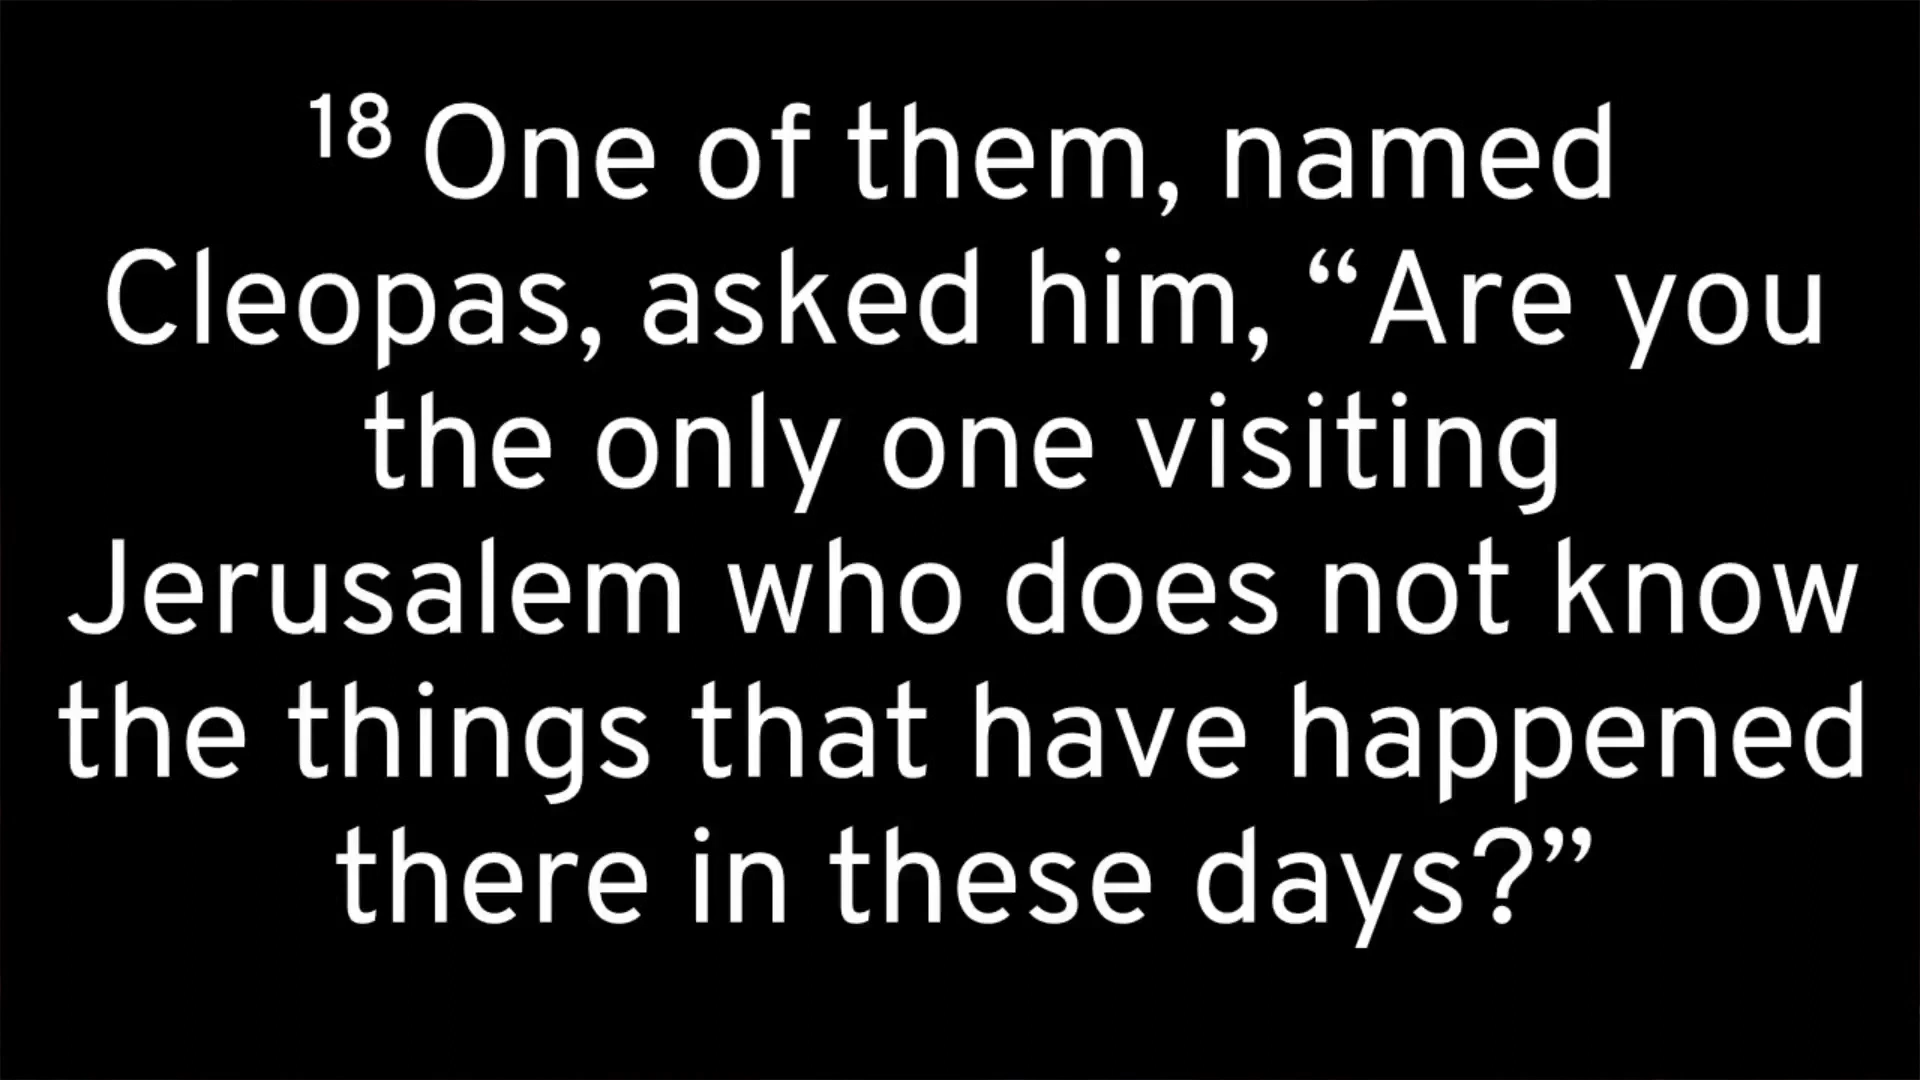 18 One of them, named
Cleopas, asked him, “Are you
the only one visiting
Jerusalem who does not know
the things that have happened
there in these days?”